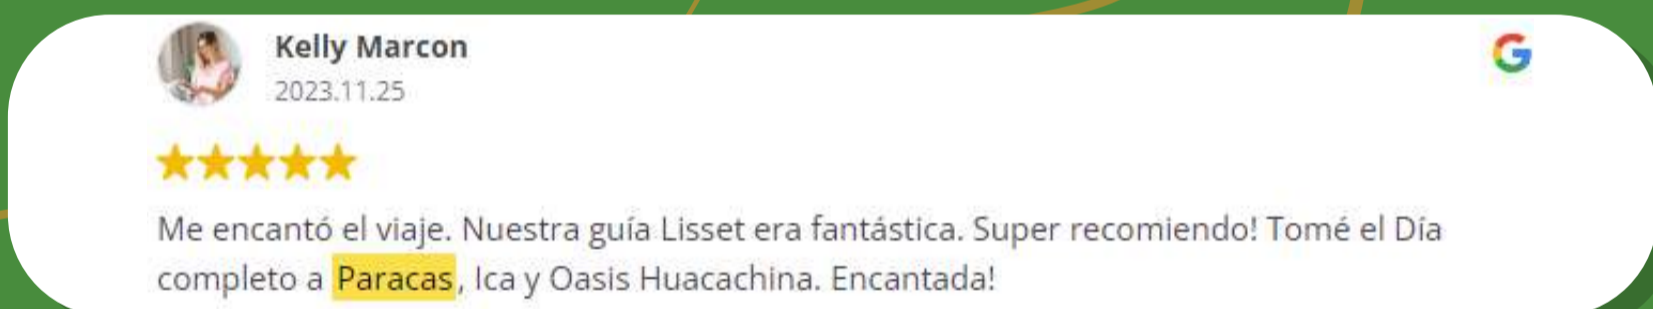 Kelly Marcon
2023.11.25
Me encantó el viaje. Nuestra guía Lisset era fantástica. Super recomiendo! Tomé el Día
completo a Paracas, Ica y Oasis Huacachina. Encantada!